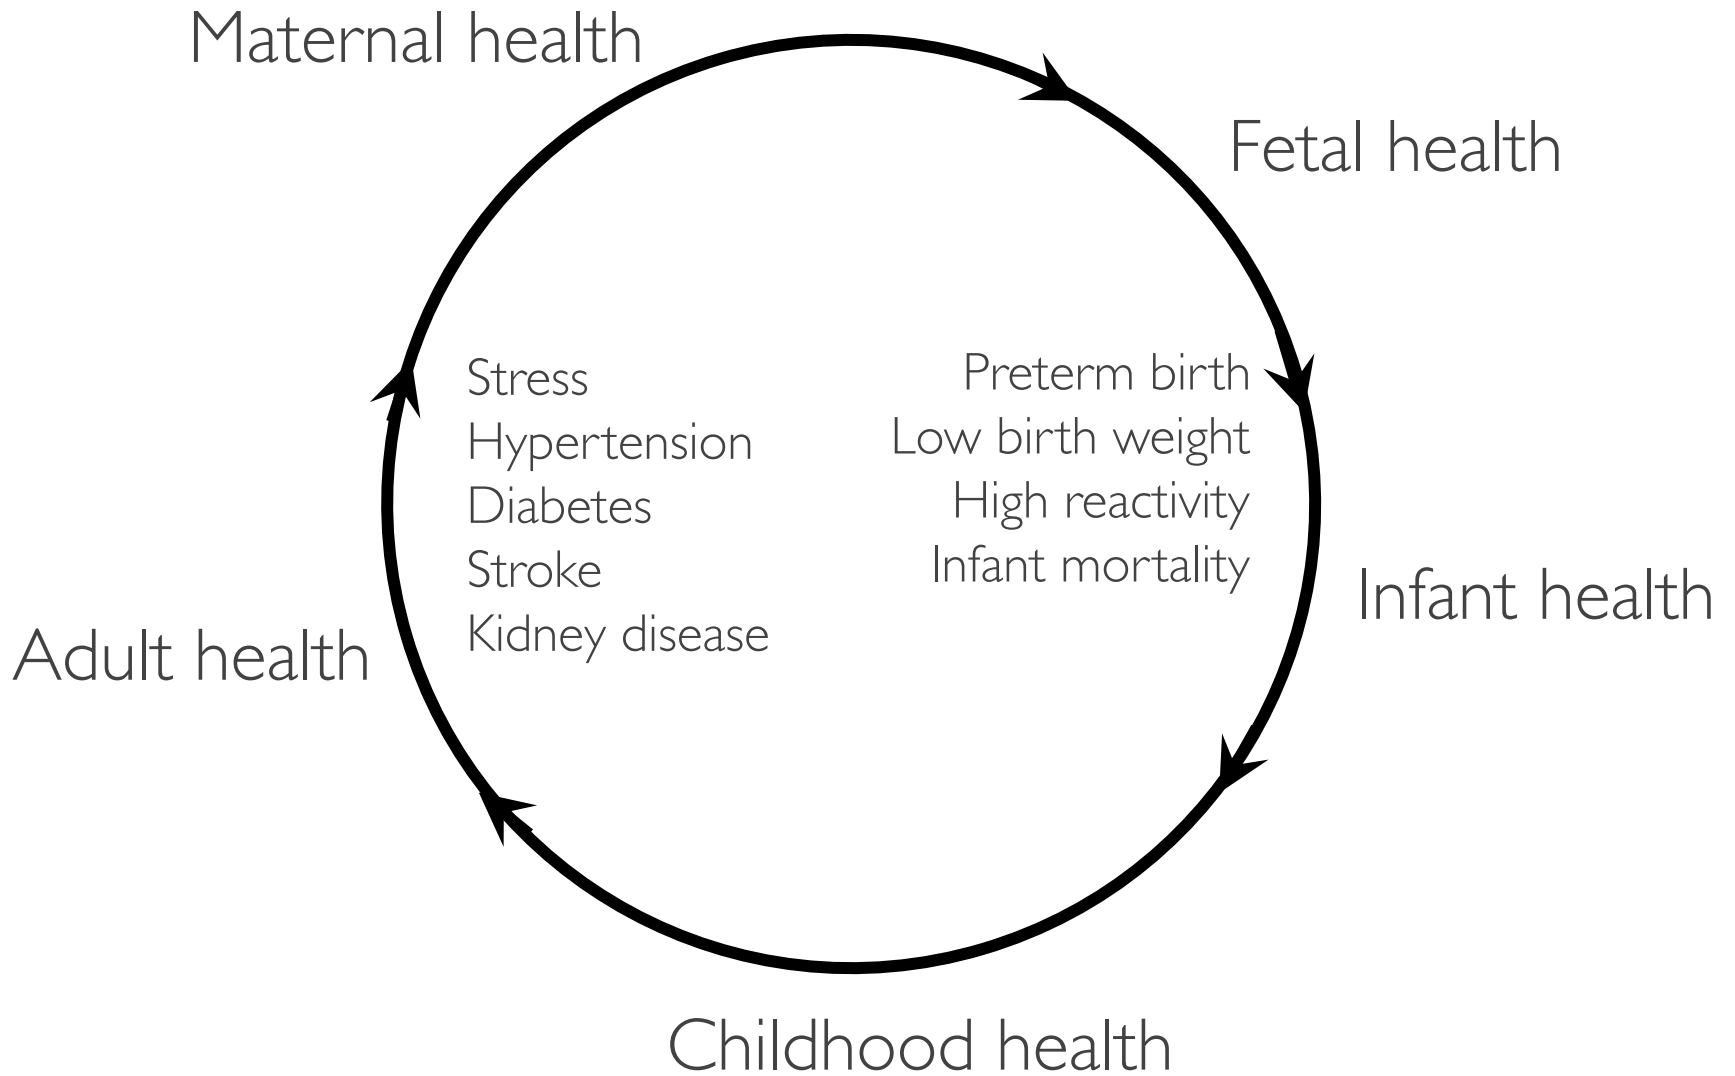 Maternal health
Fetal health
Stress
Hypertension
Diabetes
Stroke
Kidney disease
Preterm birth
Low birth weight
High reactivity
Infant mortality
Infant health
Adult health
Childhood health